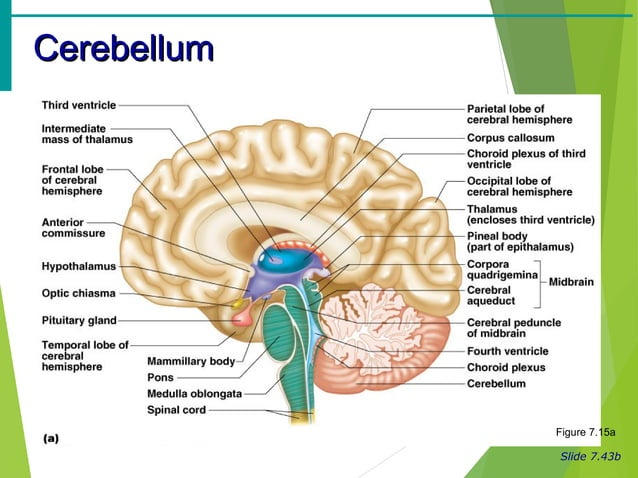 Cerebellum
Third ventricle
Intermediate
mass of thalamus
Frontal lobe
of cerebral
hemisphere
Anterior
commissure
Hypothalamus
Optic chiasma
Pituitary gland
Temporal lobe of
cerebral
hemisphere
Mammillary body
Pons
Medulla oblongata
Spinal cord
Parietal lobe of
cerebral hemisphere
Corpus callosum
Choroid plexus of third
ventricle
Occipital lobe of
cerebral hemisphere
Thalamus
(encloses third ventricle)
Pineal body
(part of epithalamus)
Corpora
quadrigemina
Cerebral
aqueduct
Midbrain
Cerebral peduncle
of midbrain
Fourth ventricle
Choroid plexus
Cerebellum
(a)
Figure 7.15a
Slide 7.43b